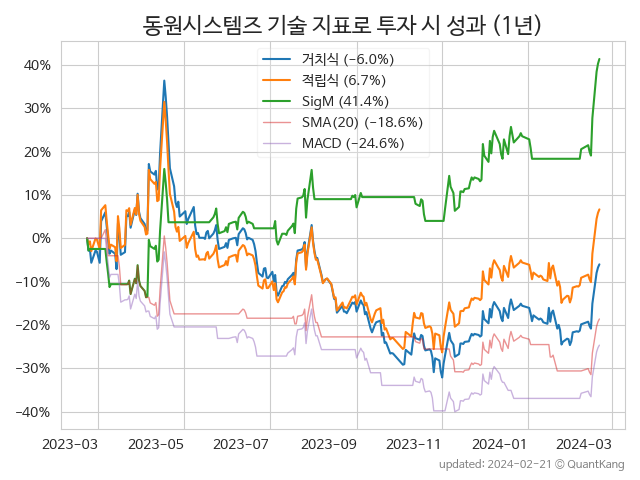 동원시스템즈 기술 지표로 투자 시 성과 (1년)
거치식 (−6.0%)
적립식 (6.7%)
SigM (41.4%)
SMA(20) (−18.6%)
MACD (−24.6%)
40%
30%
20%
10%
0%
−10%
−20%
−30%
−40%
2023-03 2023-05 2023-07 2023-09 2023-11 2024-01 2024-03
updated: 2024-02-21 © QuantKang